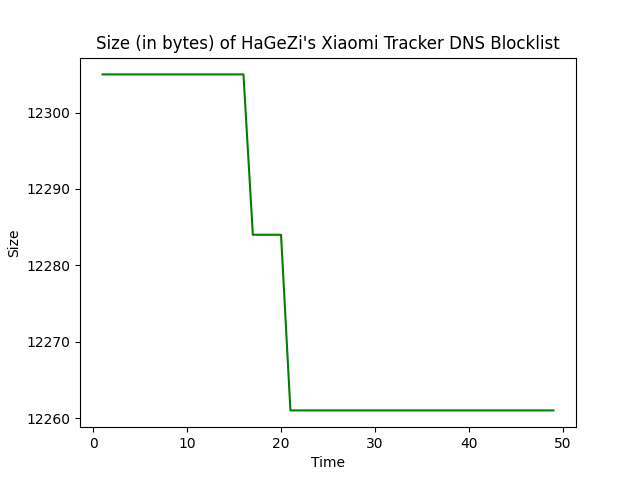 Size (in bytes) of HaGeZi's Xiaomi Tracker DNS Blocklist
12300
12290
12280
12270
12260
Size
0 10 20 30 40 50
Time